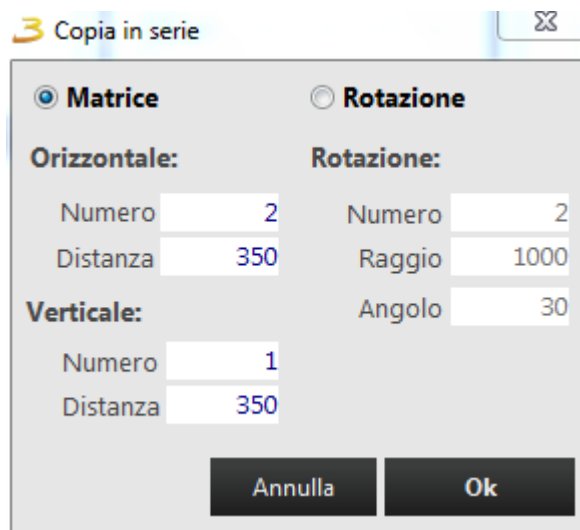 3 Copia in serie
Matrice
Rotazione
Orizzontale:
Rotazione:
Numero 2
Numero 2
Distanza 350
Raggio 1000
Verticale:
Angolo 30
Numero 1
Distanza 350
Annulla
Ok